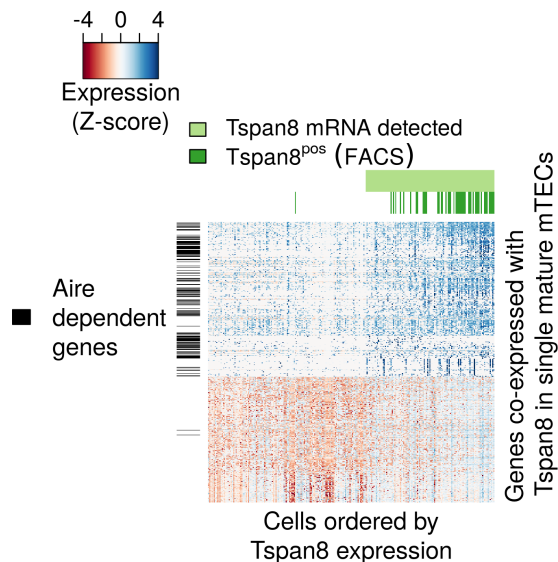 -4 0 4
Expression
(Z-score)
Tspan8 mRNA detected
Tspan8pos (FACS)
Aire
dependent
genes
Genes co-expressed with
Tspan8 in single mature mTECs
Cells ordered by
Tspan8 expression